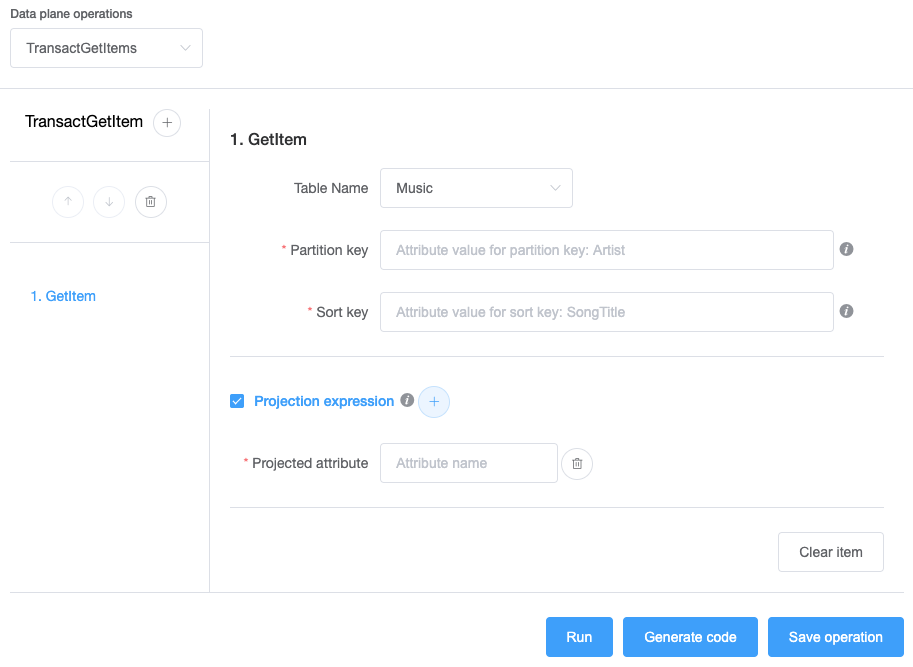 Data plane operations
TransactGetItems
TransactGetItem
1. GetItem
1. GetItem
Table Name Music
* Partition key Attribute value for partition key: Artist
* Sort key Attribute value for sort key: SongTitle
Projection expression
* Projected attribute Attribute name
Clear item
Run Generate code Save operation